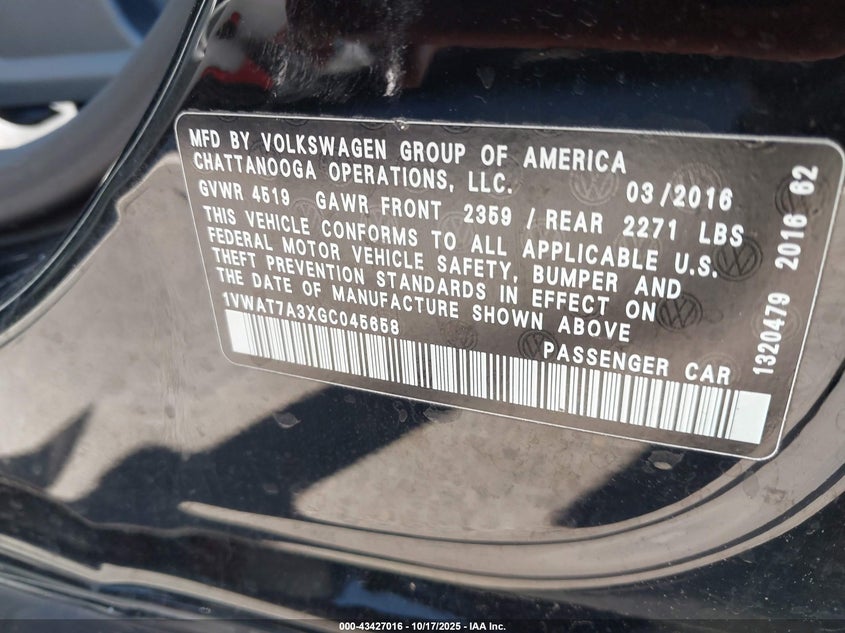 MFD BY VOLKSWAGEN GROUP OF AMERICA
CHATTANOOGA OPERATIONS, LLC. 03/2016
GVWR 4519 GAWR FRONT 2359 / REAR 2271 LBS
THIS VEHICLE CONFORMS TO ALL APPLICABLE U.S.
FEDERAL MOTOR VEHICLE SAFETY, BUMPER AND
THEFT PREVENTION STANDARDS IN EFFECT ON
THE DATE OF MANUFACTURE SHOWN ABOVE
1VWAT7A3XGC045658
PASSENGER CAR
1320479 2016 62
000-43427016 - 10/17/2025 - IAA Inc.